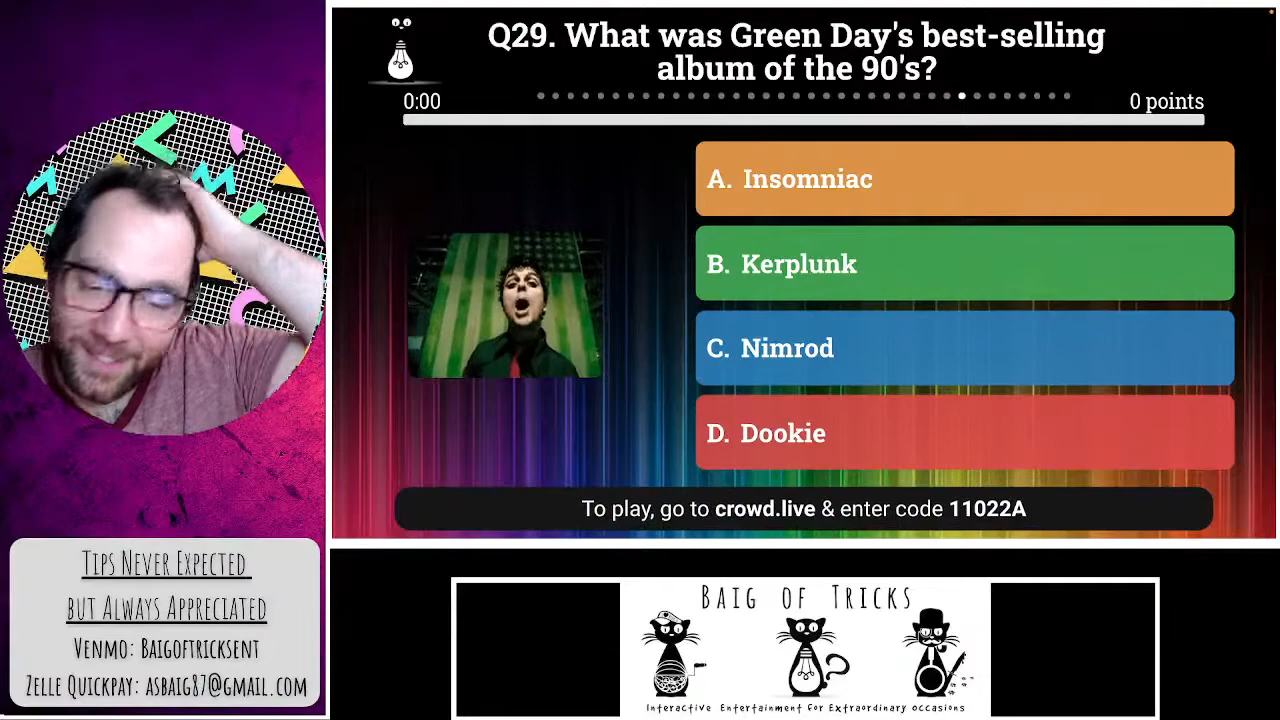 Q29. What was Green Day's best-selling
album of the 90's?
0:00
0 points
A. Insomniac
B. Kerplunk
C. Nimrod
D. Dookie
To play, go to crowd.live & enter code 11022A
Tips Never Expected
but Always Appreciated
Venmo: Baigoftricksent
Zelle Quickpay: asbaig87@gmail.com
Baig of Tricks
Interactive Entertainment for Extraordinary Occasions